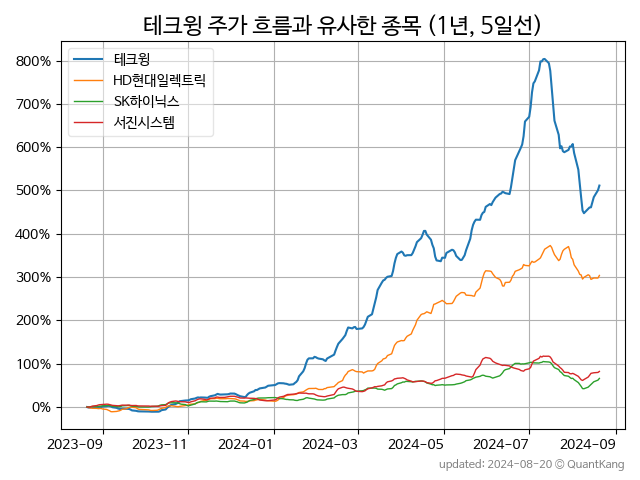 테크윙 주가 흐름과 유사한 종목 (1년, 5일선)
테크윙
HD현대일렉트릭
SK하이닉스
서진시스템
800%
700%
600%
500%
400%
300%
200%
100%
0%
2023-09 2023-11 2024-01 2024-03 2024-05 2024-07 2024-09
updated: 2024-08-20 © QuantKang